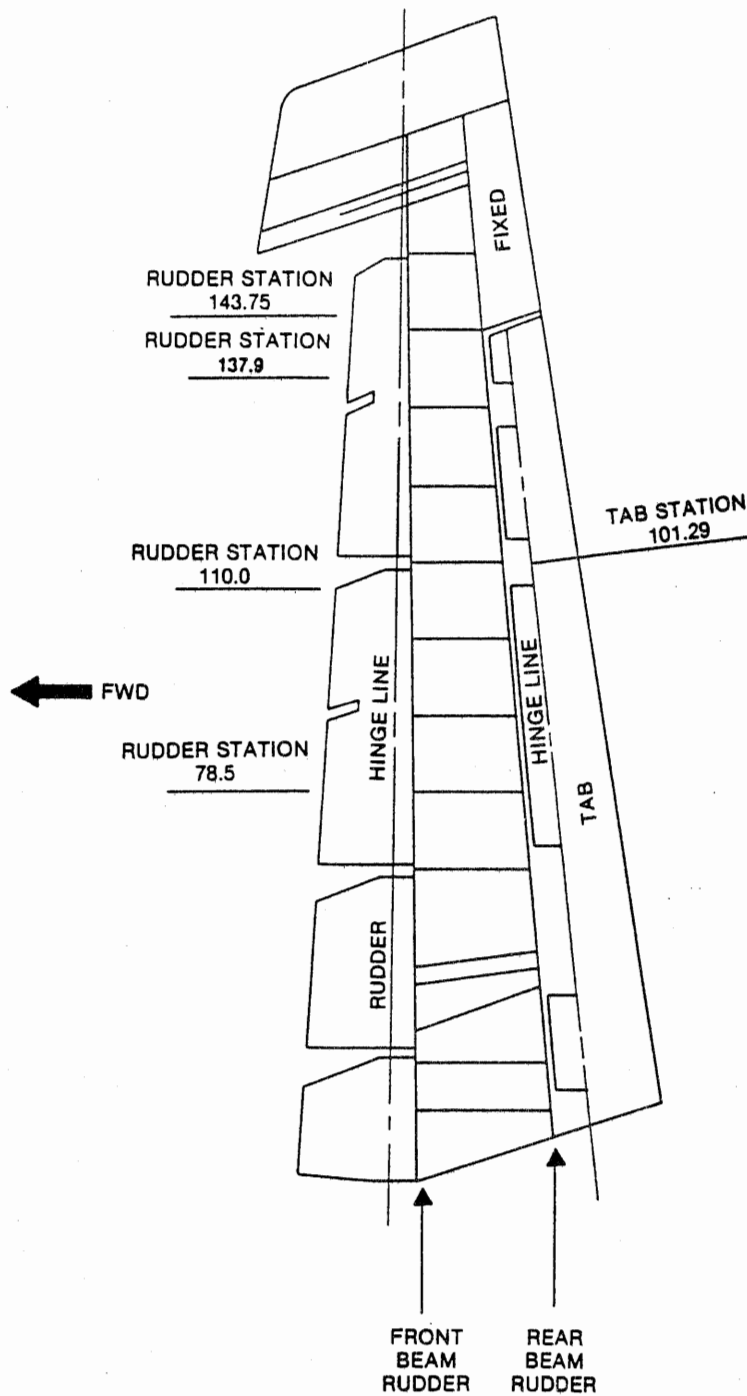 FIXED
RUDDER STATION
143.75
RUDDER STATION
137.9
TAB STATION
101.29
RUDDER STATION
110.0
FWD
HINGE LINE
HINGE LINE
RUDDER STATION
78.5
TAB
RUDDER
FRONT
BEAM
RUDDER
REAR
BEAM
RUDDER